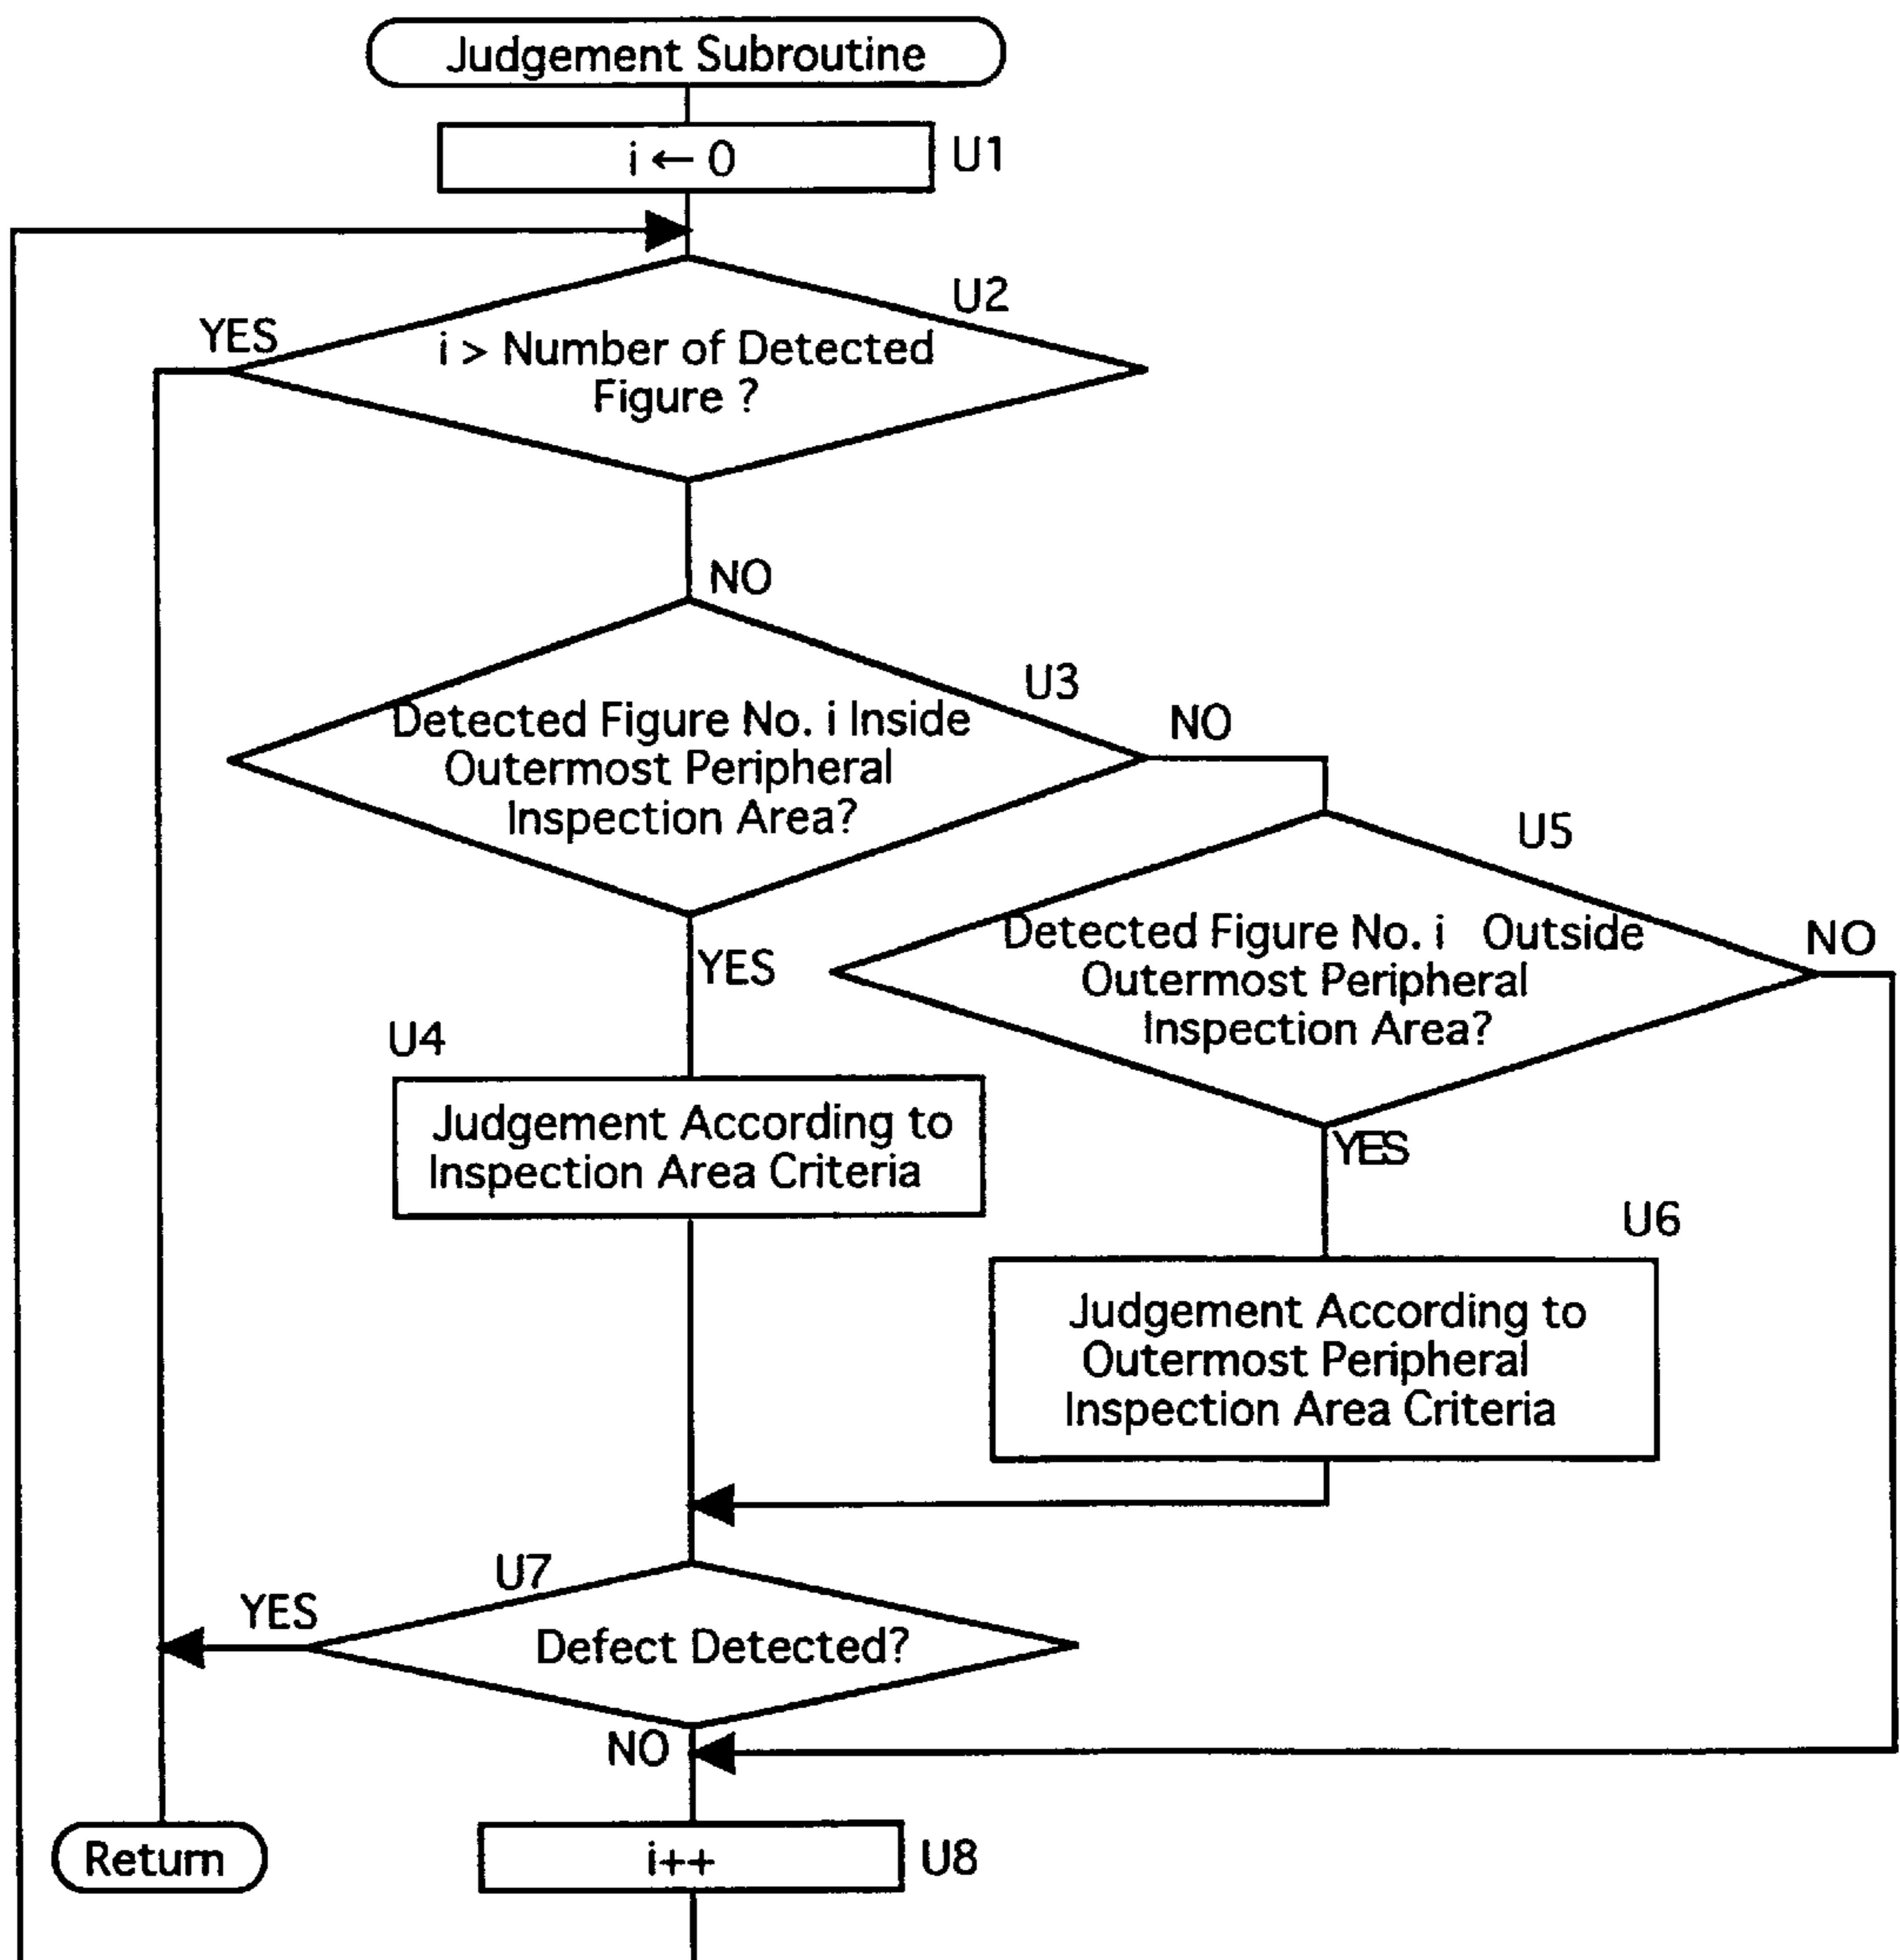 Judgement Subroutine
i ← 0
U1
U2
YES
i > Number of Detected
Figure ?
NO
U3
Detected Figure No. i Inside
Outermost Peripheral
Inspection Area?
NO
U5
Detected Figure No. i Outside
Outermost Peripheral
Inspection Area?
NO
YES
U4
Judgement According to
Inspection Area Criteria
YES
U6
Judgement According to
Outermost Peripheral
Inspection Area Criteria
U7
YES
Defect Detected?
NO
Return
i++
U8